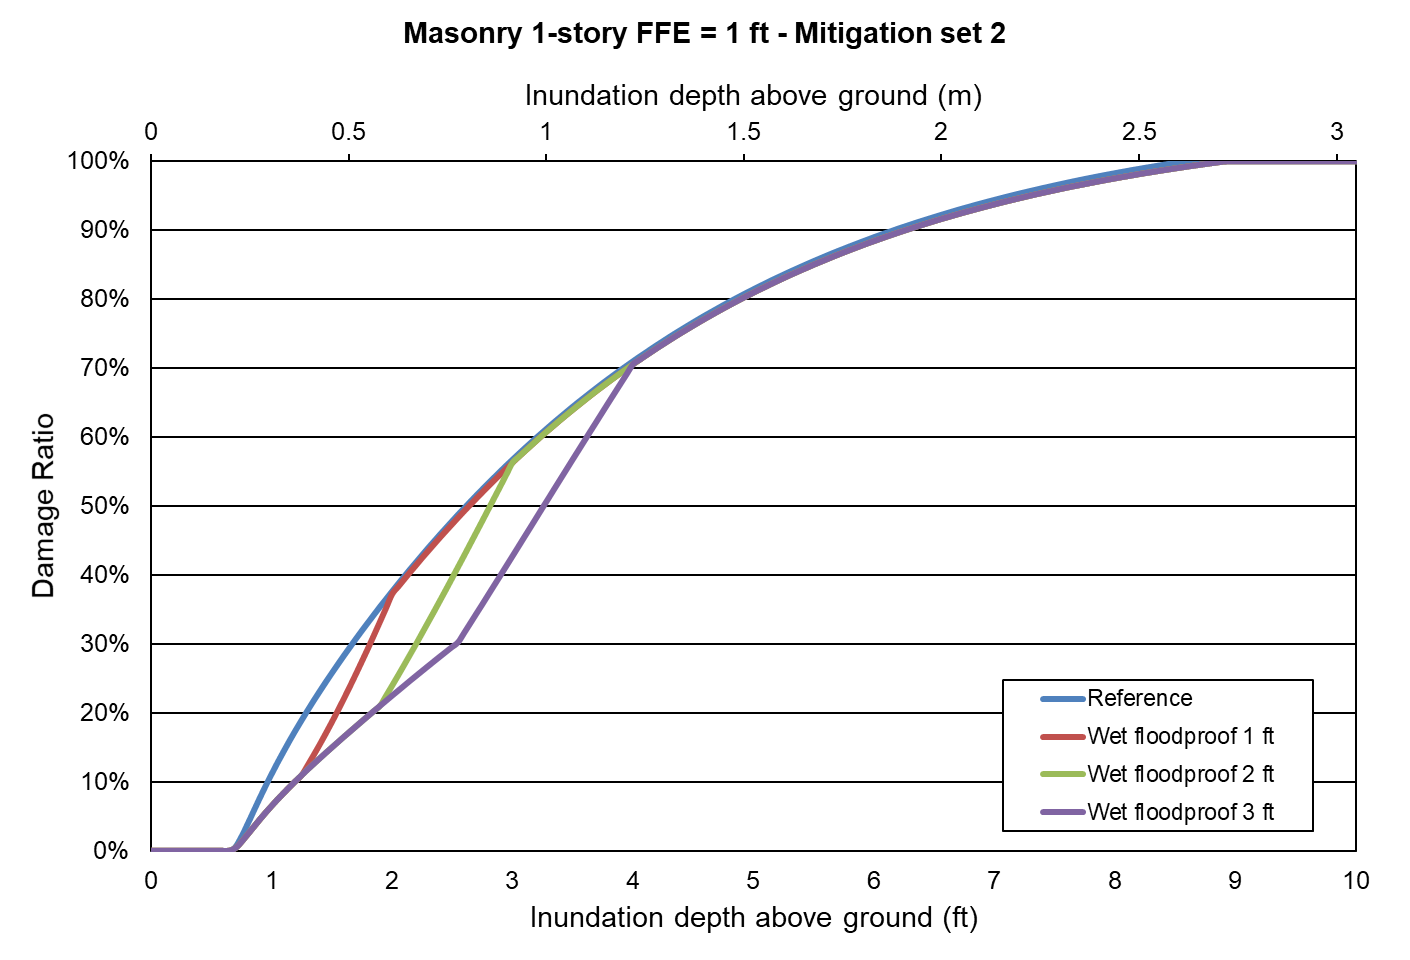 Masonry 1-story FFE = 1 ft - Mitigation set 2
Inundation depth above ground (m)
0 0.5 1 1.5 2 2.5 3
100%
90%
80%
70%
60%
50%
40%
30%
20%
10%
0%
Damage Ratio
Reference
Wet floodproof 1 ft
Wet floodproof 2 ft
Wet floodproof 3 ft
0 1 2 3 4 5 6 7 8 9 10
Inundation depth above ground (ft)